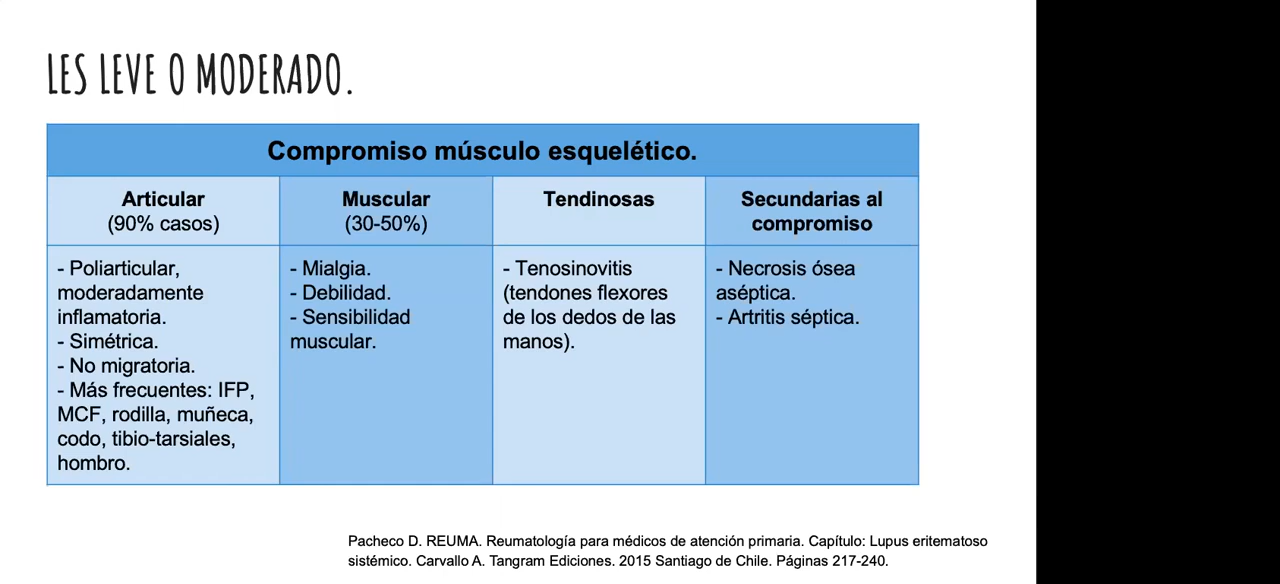 LES LEVE O MODERADO.
Compromiso músculo esquelético.
Articular
(90% casos)
Muscular
(30-50%)
Tendinosas
Secundarias al
compromiso
- Poliarticular,
moderadamente
inflamatoria.
- Simétrica.
- No migratoria.
- Más frecuentes: IFP,
MCF, rodilla, muñeca,
codo, tibio-tarsiales,
hombro.
- Mialgia.
- Debilidad.
- Sensibilidad
muscular.
- Tenosinovitis
(tendones flexores
de los dedos de las
manos).
- Necrosis ósea
aséptica.
- Artritis séptica.
Pacheco D. REUMA. Reumatología para médicos de atención primaria. Capítulo: Lupus eritematoso
sistémico. Carvallo A. Tangram Ediciones. 2015 Santiago de Chile. Páginas 217-240.